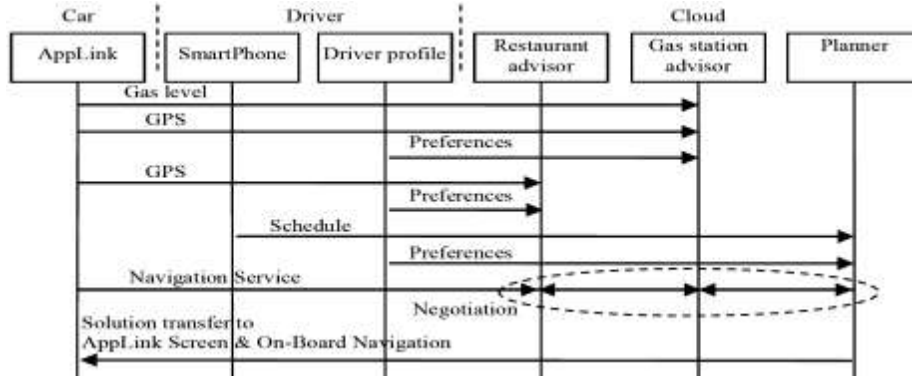 Car
Driver
Cloud
AppLink
SmartPhone
Driver profile
Restaurant
advisor
Gas station
advisor
Planner
Gas level
GPS
Preferences
GPS
Preferences
Schedule
Preferences
Navigation Service
Negotiation
Solution transfer to
AppLink Screen & On-Board Navigation